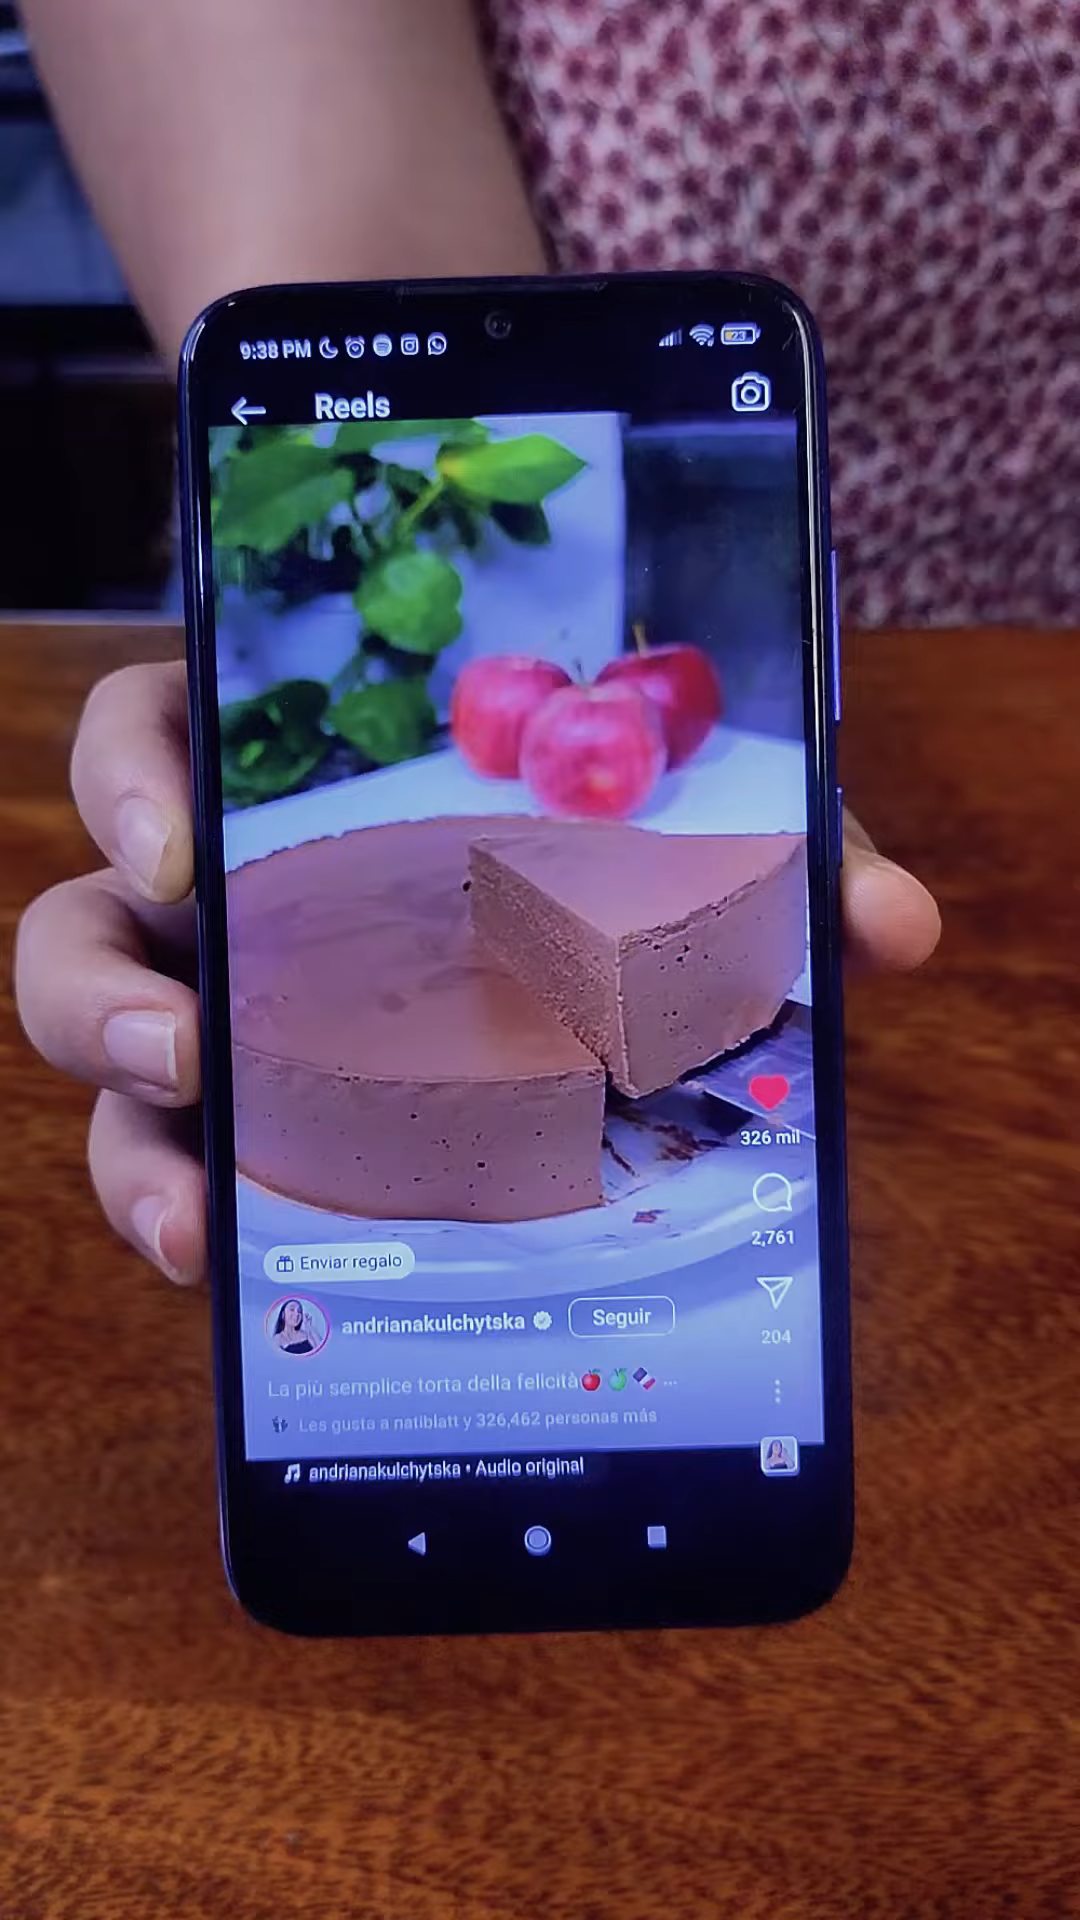 9:38 PM
23
Reels
326 mil
2,761
Enviar regalo
andrianakulchytska
Seguir
204
La più semplice torta della felicità🍎🍏🍫 ...
Les gusta a natiblatt y 326,462 personas más
andrianakulchytska • Audio original